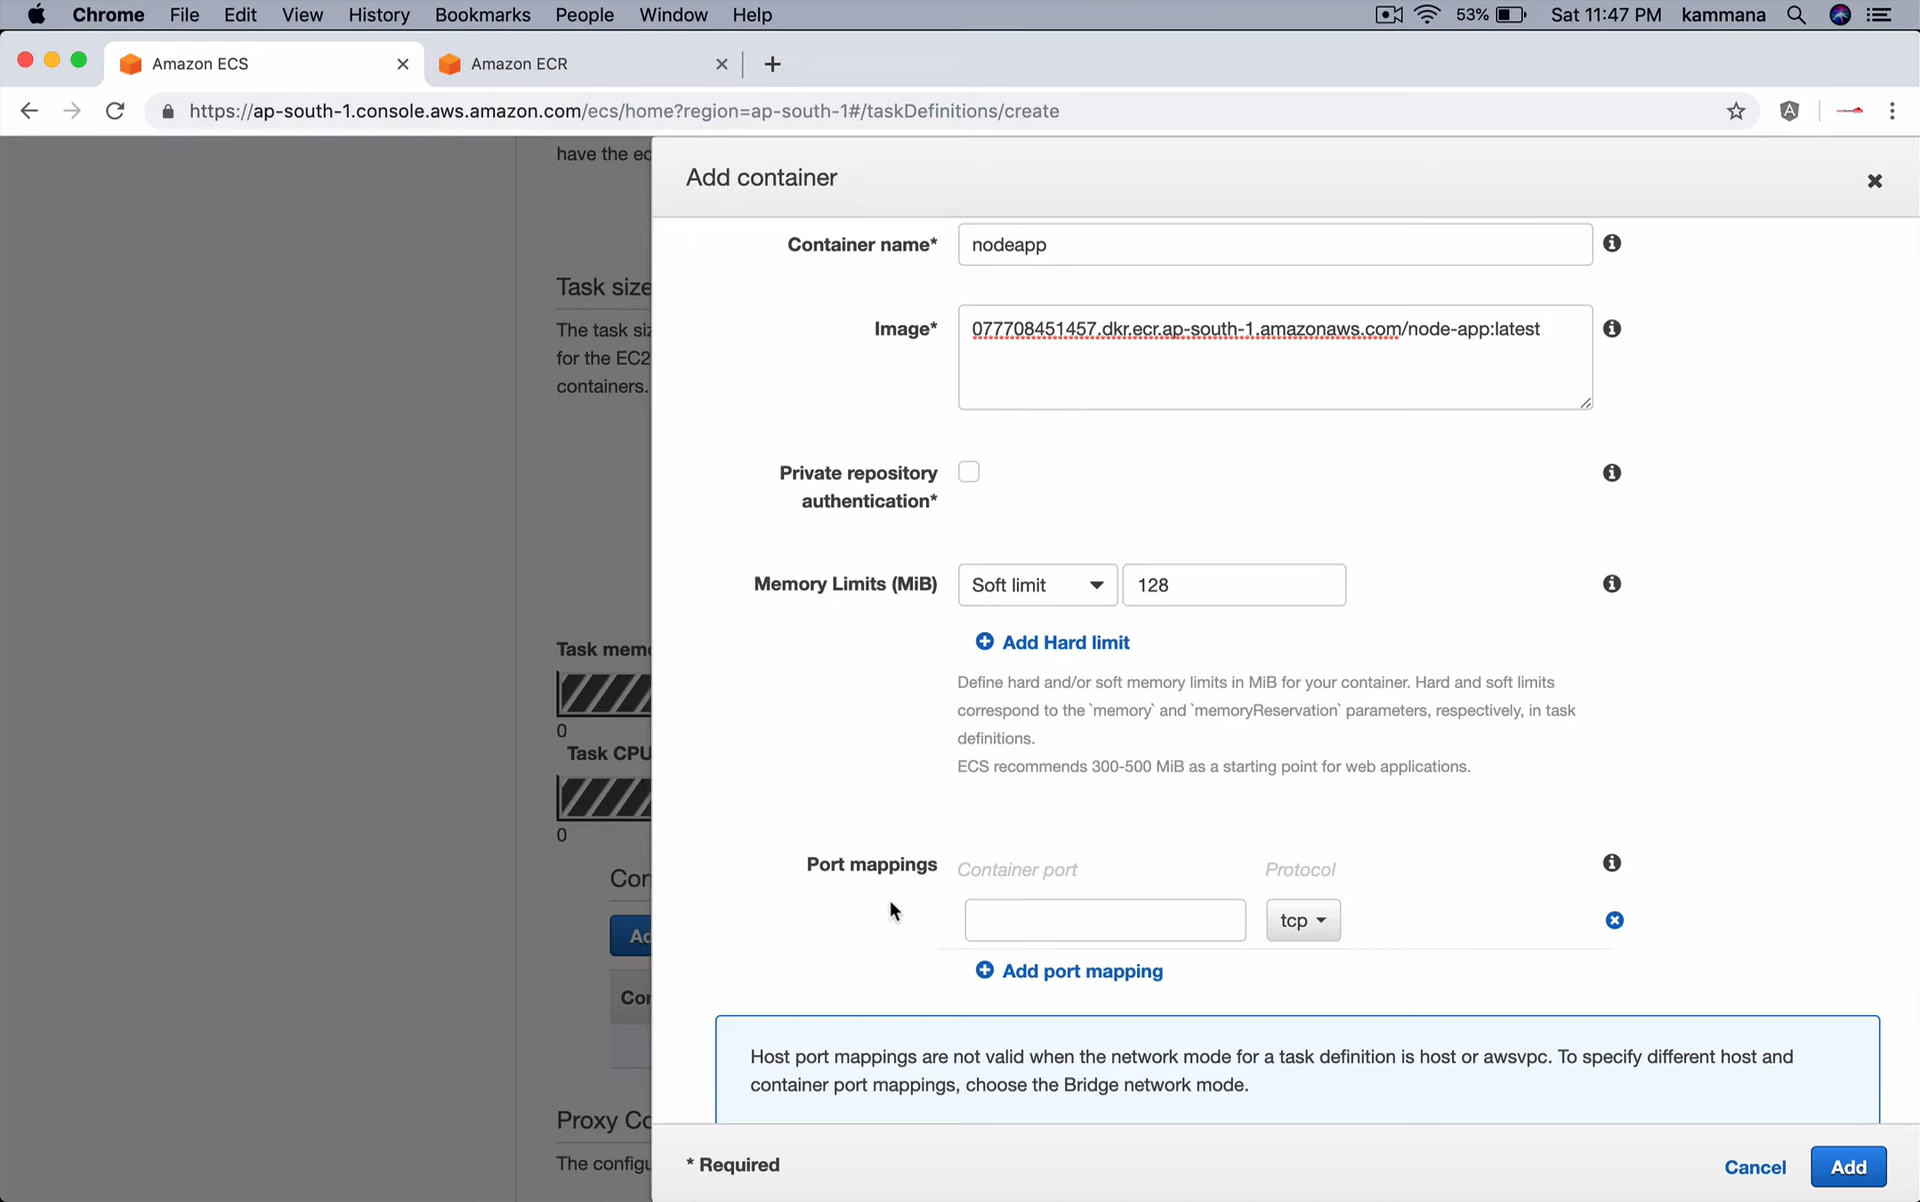 Chrome File Edit View History Bookmarks People Window Help 53% Sat 11:47 PM kammana
Amazon ECS Amazon ECR
https://ap-south-1.console.aws.amazon.com/ecs/home?region=ap-south-1#/taskDefinitions/create
have the ec
Add container
Container name* nodeapp
Task size
Image* 077708451457.dkr.ecr.ap-south-1.amazonaws.com/node-app:latest
The task siz
for the EC2
containers.
Private repository
authentication*
Memory Limits (MiB) Soft limit 128
Add Hard limit
Task memo
Define hard and/or soft memory limits in MiB for your container. Hard and soft limits
correspond to the `memory` and `memoryReservation` parameters, respectively, in task
definitions.
0
Task CPU
ECS recommends 300-500 MiB as a starting point for web applications.
0
Port mappings Container port Protocol
Con
tcp
Ad
Add port mapping
Con
Host port mappings are not valid when the network mode for a task definition is host or awsvpc. To specify different host and
container port mappings, choose the Bridge network mode.
Proxy Co
The configu
* Required Cancel Add